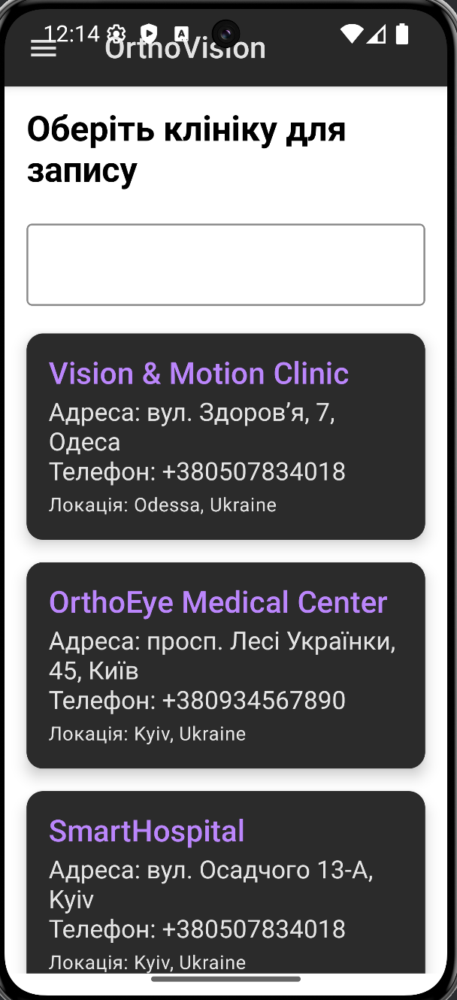 12:14
OrthoVision
Оберіть клініку для
запису
Vision & Motion Clinic
Адреса: вул. Здоров’я, 7,
Одеса
Телефон: +380507834018
Локація: Odessa, Ukraine
OrthoEye Medical Center
Адреса: просп. Лесі Українки,
45, Київ
Телефон: +380934567890
Локація: Kyiv, Ukraine
SmartHospital
Адреса: вул. Осадчого 13-А,
Kyiv
Телефон: +380507834018
Локація: Kyiv, Ukraine